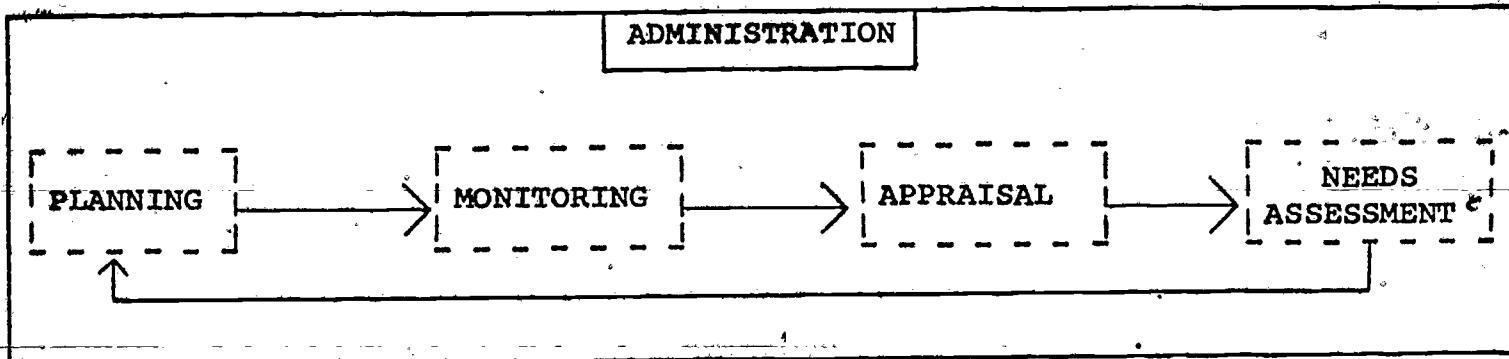 ADMINISTRATION
PLANNING
MONITORING
APPRAISAL
NEEDS
ASSESSMENT